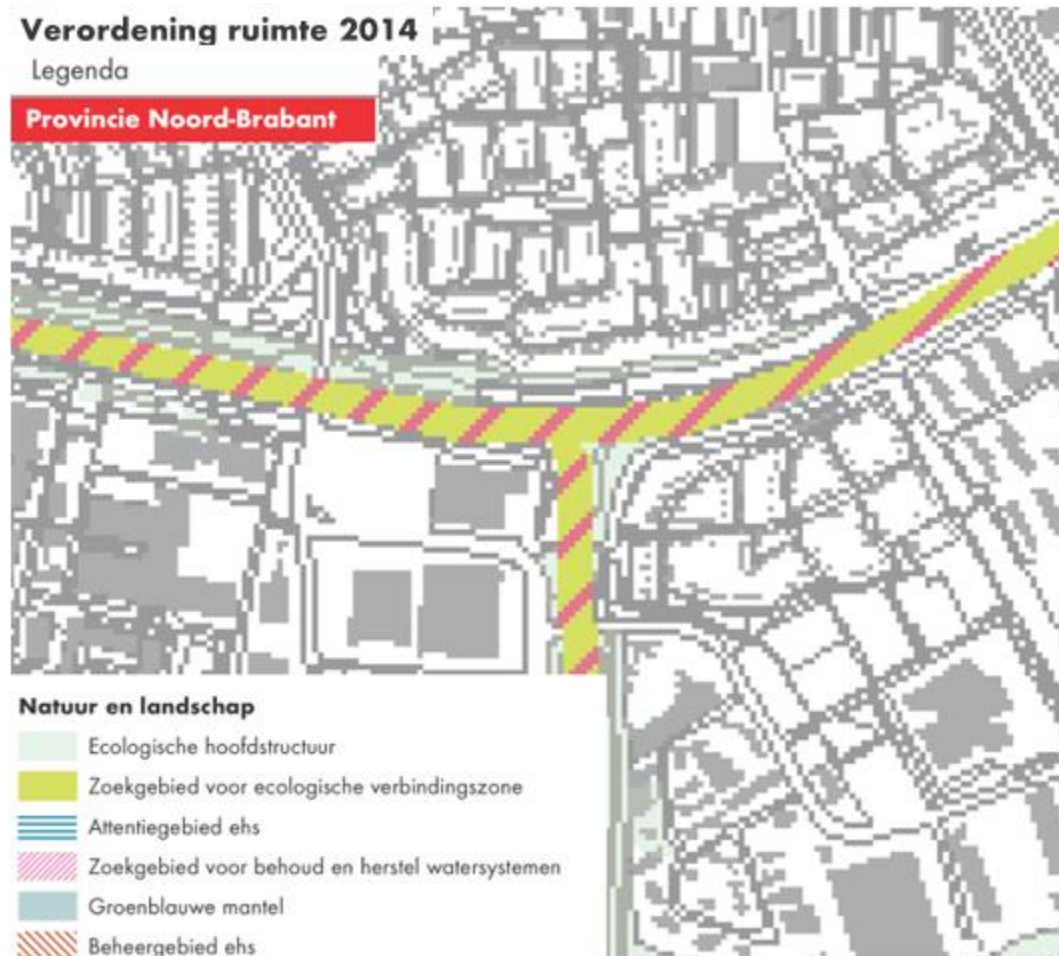 Verordening ruimte 2014
Legenda
Provincie Noord-Brabant
Natuur en landschap
Ecologische hoofdstructuur
Zoekgebied voor ecologische verbindingszone
Attentiegebied ehs
Zoekgebied voor behoud en herstel watersystemen
Groenblauwe mantel
Beheergebied ehs